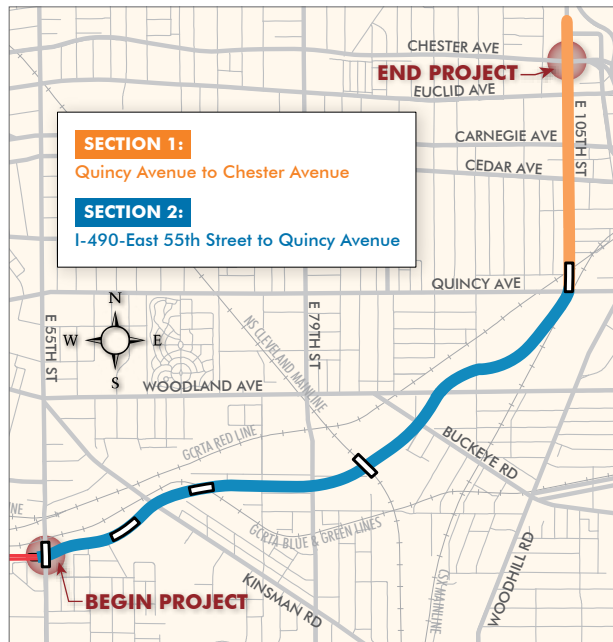 CHESTER AVE
END PROJECT
EUCLID AVE
E 105TH ST
SECTION 1:
Quincy Avenue to Chester Avenue
CARNEGIE AVE
CEDAR AVE
SECTION 2:
I-490-East 55th Street to Quincy Avenue
QUINCY AVE
E 55TH ST
N
W E
S
E 79TH ST
NS CLEVELAND MAINLINE
WOODLAND AVE
GCRTA RED LINE
BUCKEYE RD
LINE
GCRTA BLUE & GREEN LINES
CSX MAINLINE
WOODHILL RD
KINSMAN RD
BEGIN PROJECT